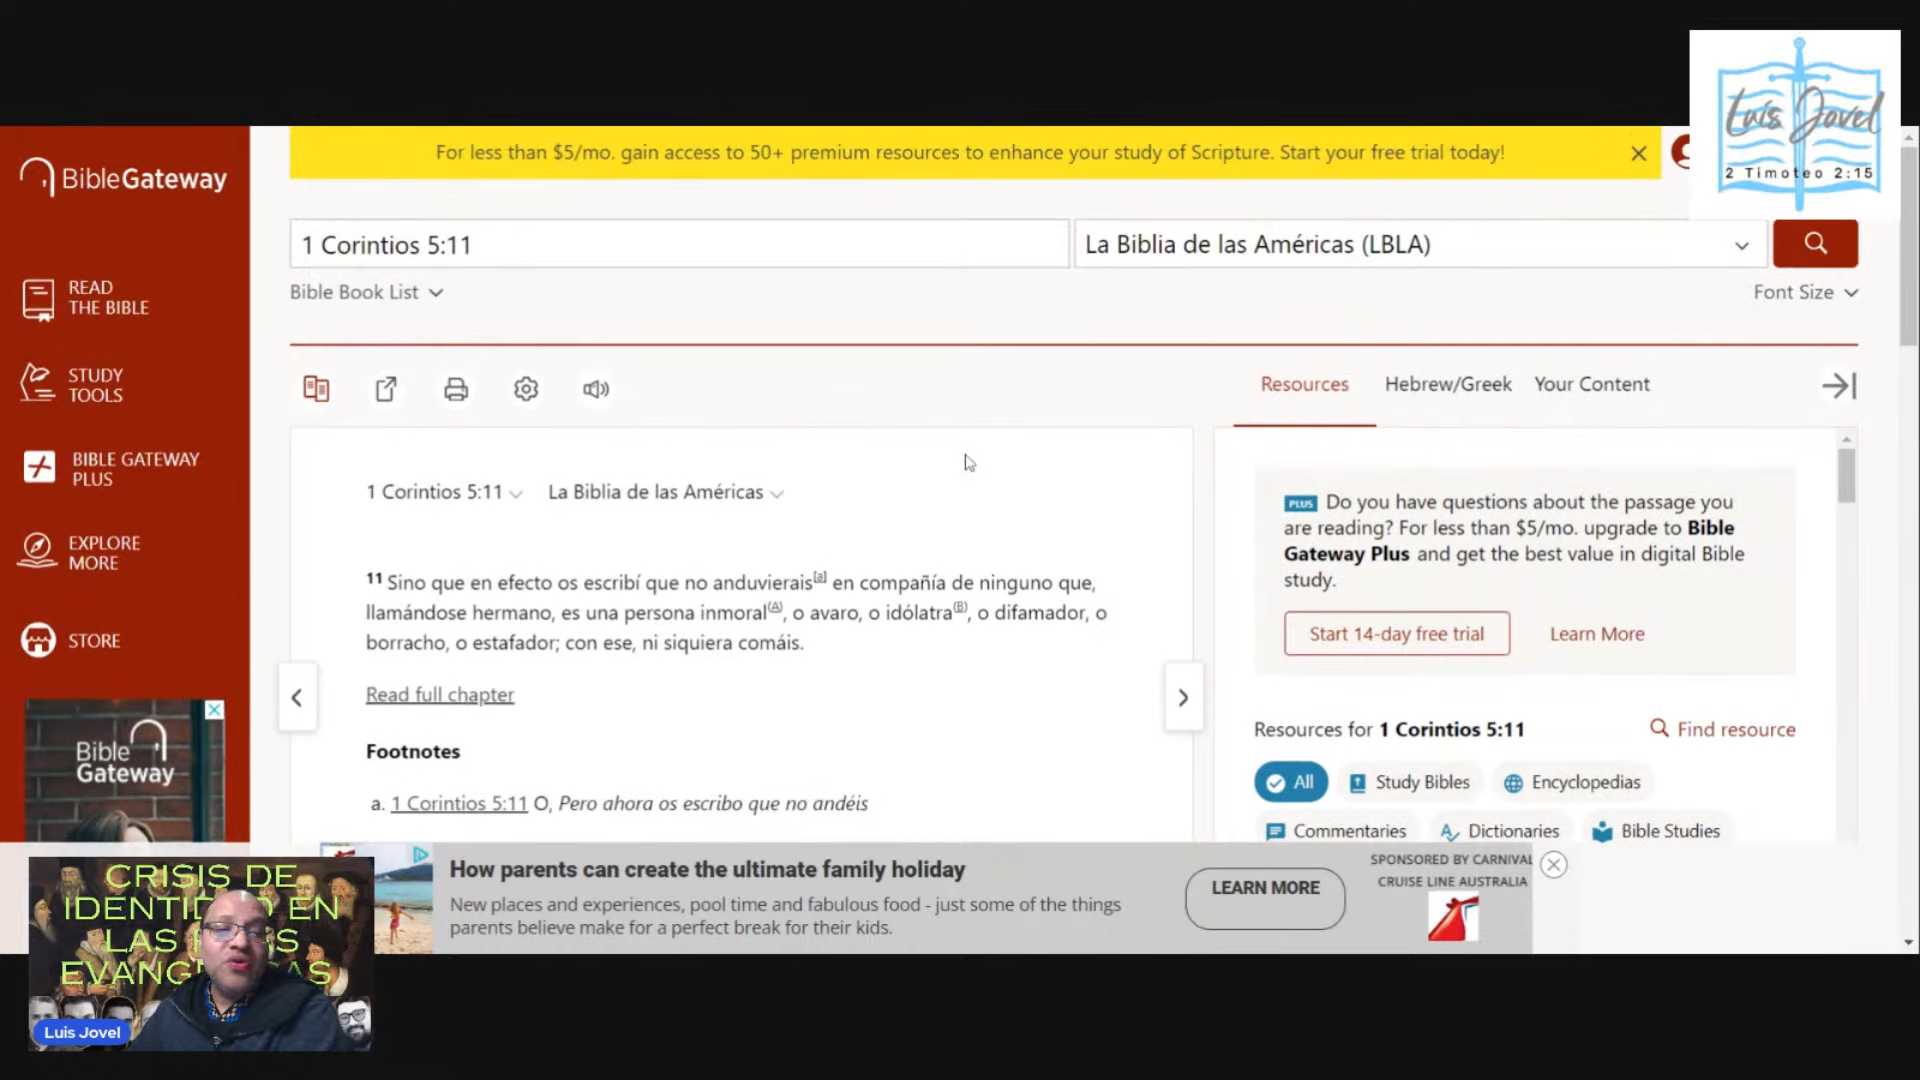 Luis Jovel
2 Timoteo 2:15
BibleGateway
For less than $5/mo. gain access to 50+ premium resources to enhance your study of Scripture. Start your free trial today!
1 Corintios 5:11
La Biblia de las Américas (LBLA)
Bible Book List
Font Size
READ
THE BIBLE
STUDY
TOOLS
BIBLE GATEWAY
PLUS
EXPLORE
MORE
STORE
Bible
Gateway
Resources
Hebrew/Greek
Your Content
1 Corintios 5:11
La Biblia de las Américas
11 Sino que en efecto os escribí que no anduvierais[a] en compañía de ninguno que,
llamándose hermano, es una persona inmoral(A), o avaro, o idólatra(B), o difamador, o
borracho, o estafador; con ese, ni siquiera comáis.
Read full chapter
Footnotes
a. 1 Corintios 5:11 O, Pero ahora os escribo que no andéis
PLUS Do you have questions about the passage you
are reading? For less than $5/mo. upgrade to Bible
Gateway Plus and get the best value in digital Bible
study.
Start 14-day free trial
Learn More
Resources for 1 Corintios 5:11
Find resource
All
Study Bibles
Encyclopedias
Commentaries
Dictionaries
Bible Studies
How parents can create the ultimate family holiday
New places and experiences, pool time and fabulous food - just some of the things
parents believe make for a perfect break for their kids.
LEARN MORE
SPONSORED BY CARNIVAL
CRUISE LINE AUSTRALIA
CRISIS DE
EN
LAS
Luis Jovel